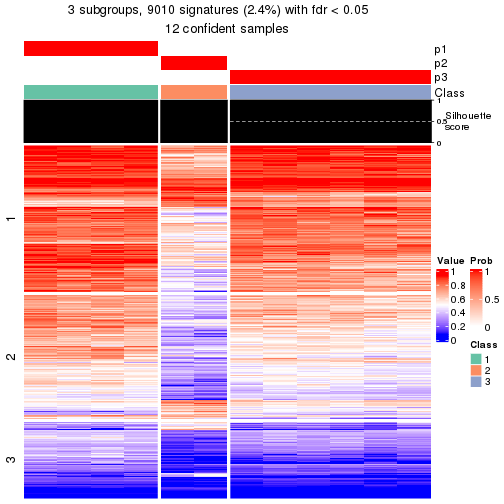 3 subgroups, 9010 signatures (2.4%) with fdr < 0.05
12 confident samples
p1
p2
p3
Class
1
0.5
0
Silhouette
score
1
2
3
Value
1
0.8
0.6
0.4
0.2
0
Prob
1
0.5
0
Class
1
2
3